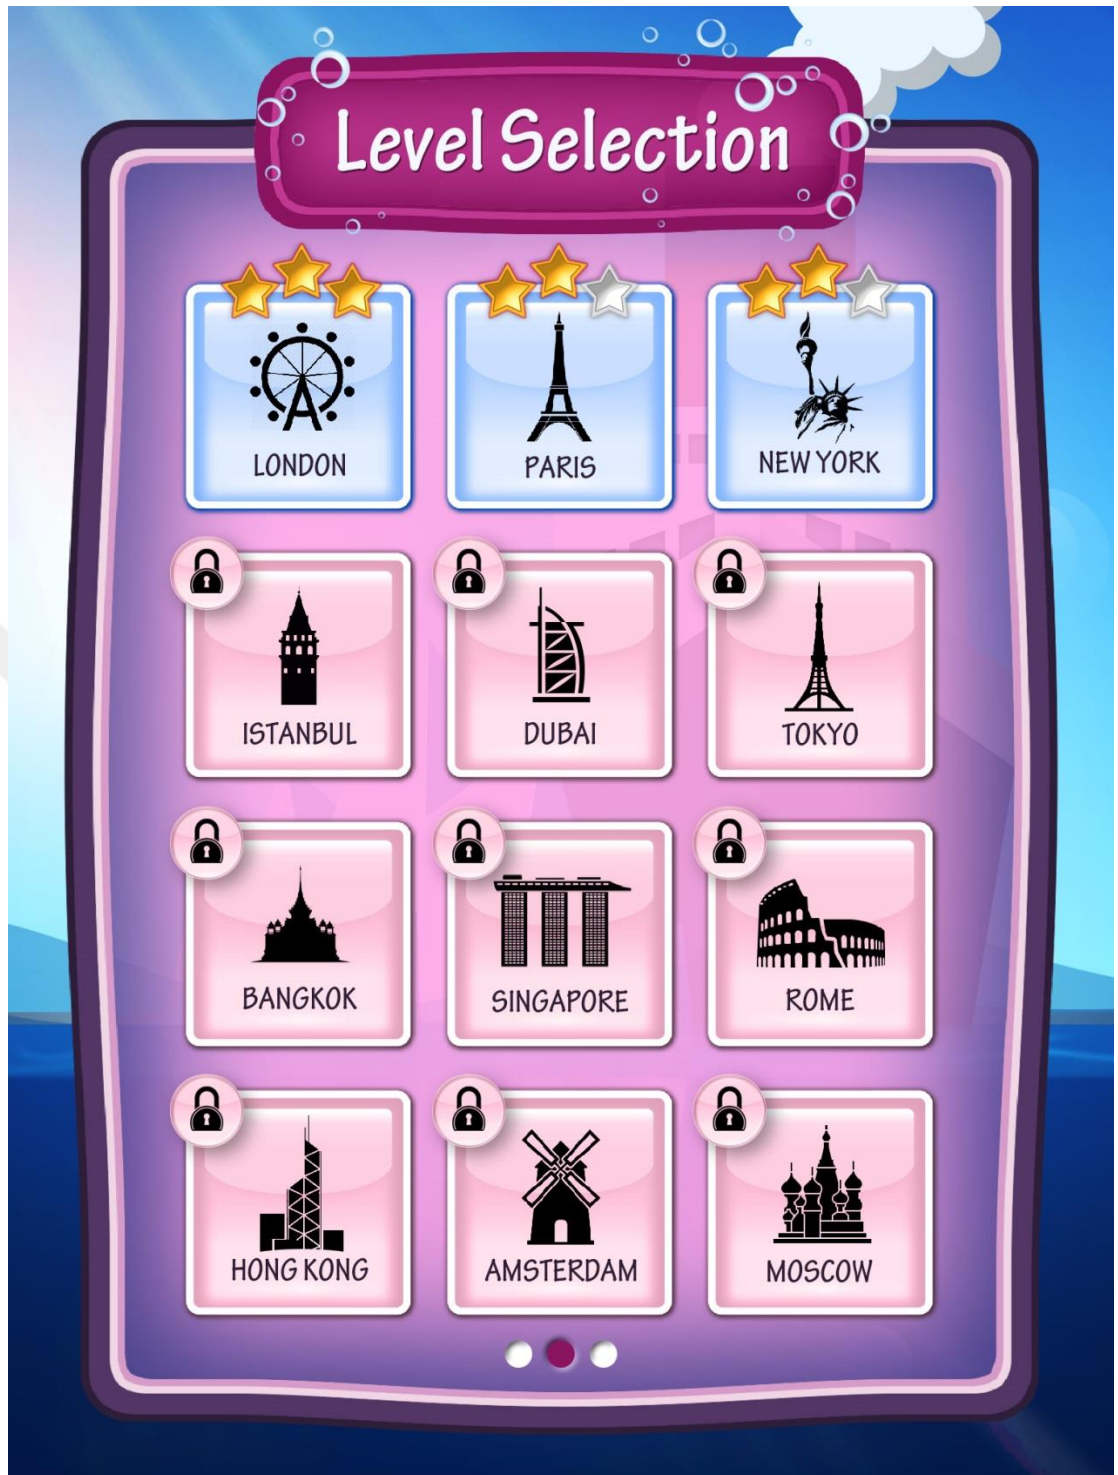 Level Selection
LONDON
PARIS
NEW YORK
ISTANBUL
DUBAI
TOKYO
BANGKOK
SINGAPORE
ROME
HONG KONG
AMSTERDAM
MOSCOW